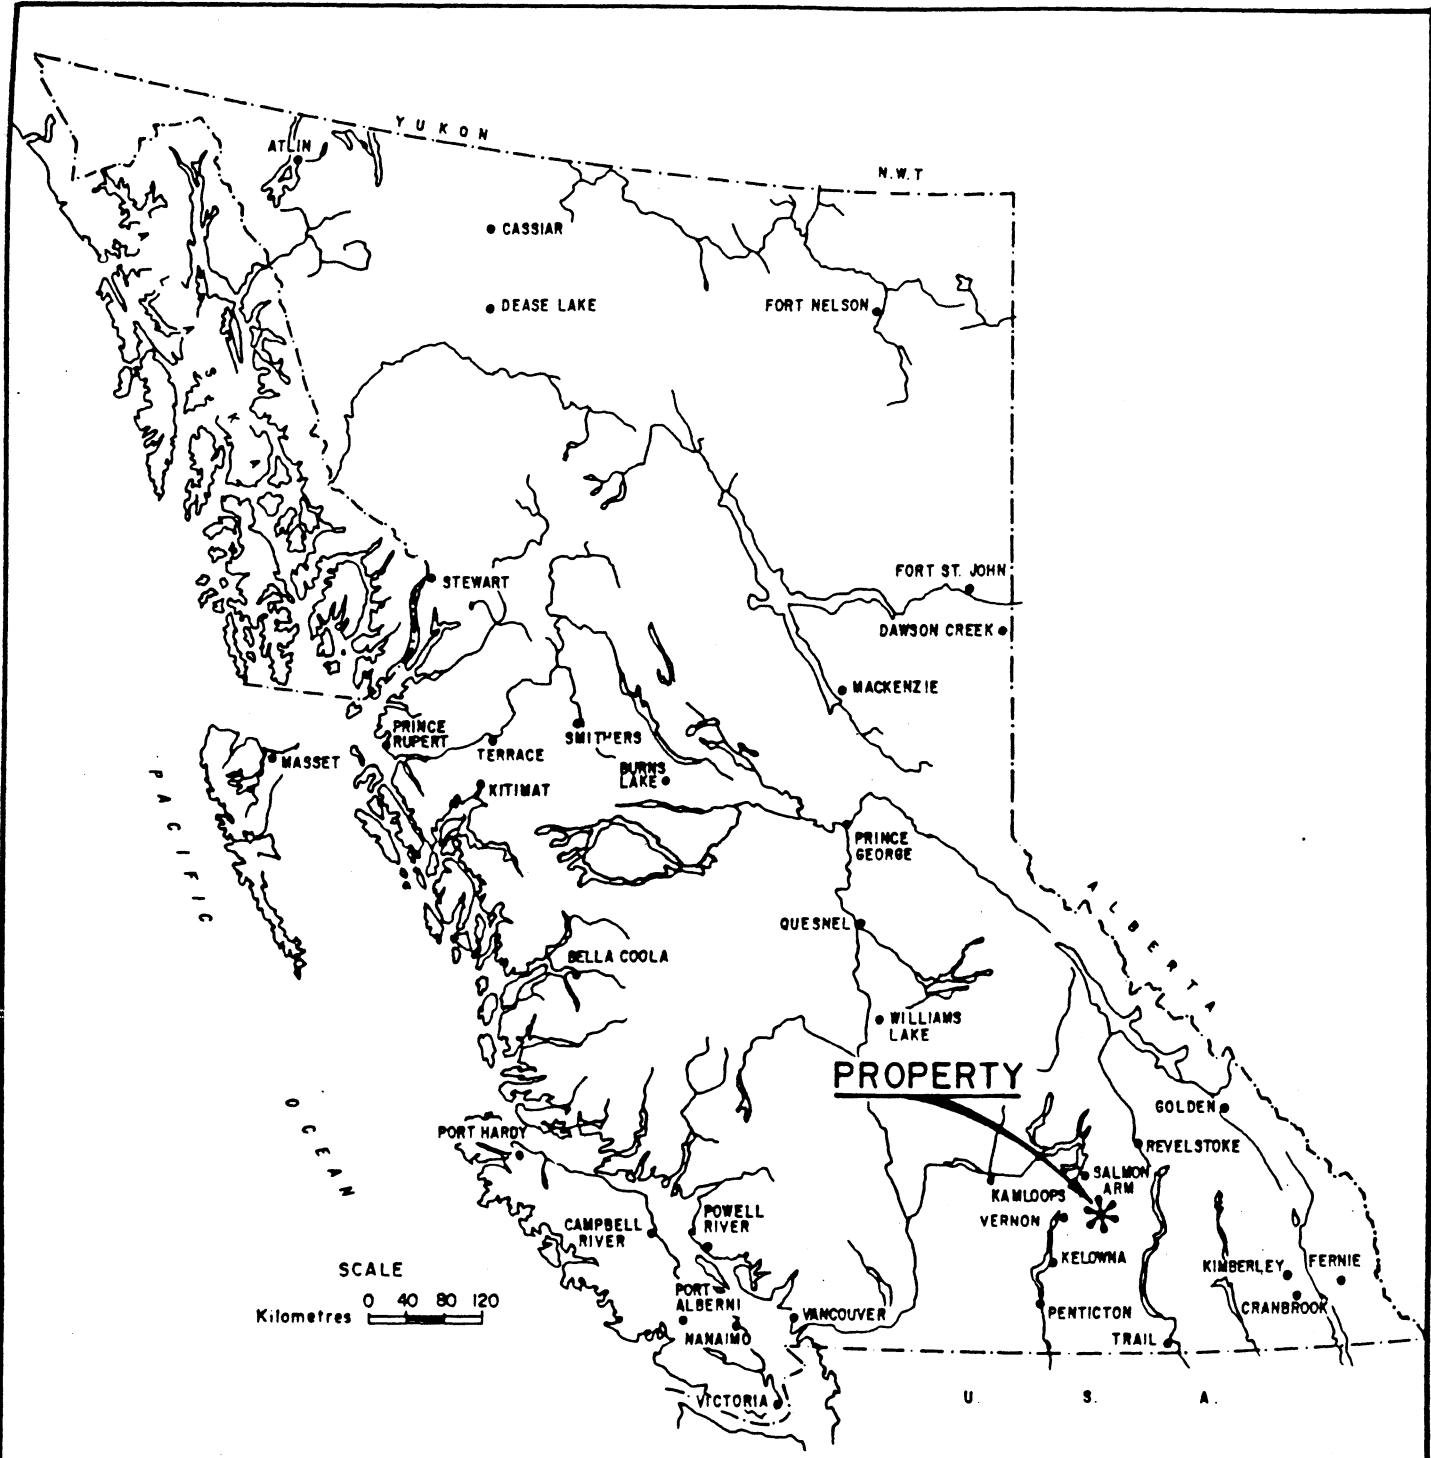 YUKON
N.W.T
ATLIN
CASSIAR
DEASE LAKE
FORT NELSON
ALASKA
STEWART
FORT ST. JOHN
DAWSON CREEK
MACKENZIE
PRINCE
RUPERT
TERRACE
SMITHERS
MASSET
BURNS
LAKE
KITIMAT
PACIFIC
OCEAN
PRINCE
GEORGE
ALBERTA
QUESNEL
BELLA COOLA
WILLIAMS
LAKE
PROPERTY
GOLDEN
PORT HARDY
REVELSTOKE
SALMON
ARM
KAMLOOPS
VERNON
POWELL
RIVER
CAMPBELL
RIVER
KELOWNA
KIMBERLEY
FERNIE
CRANBROOK
SCALE
Kilometres
0 40 80 120
PORT
ALBERNI
NANAIMO
VANCOUVER
PENTICTON
TRAIL
VICTORIA
U. S. A.